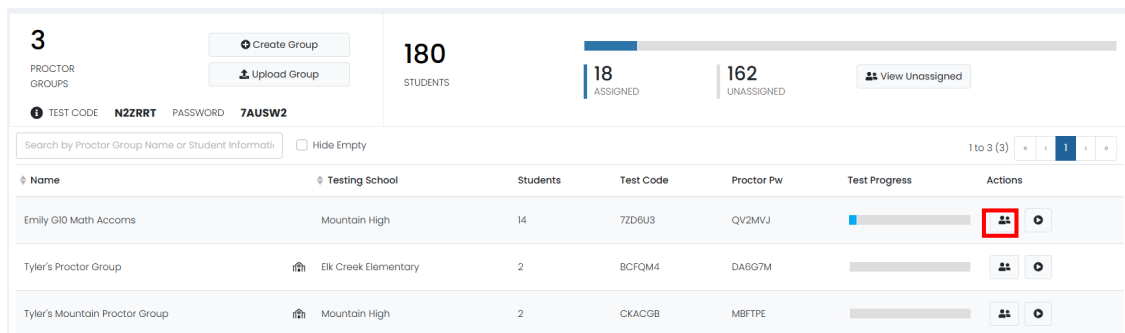 3
PROCTOR
GROUPS
Create Group
Upload Group
TEST CODE N2ZRRT PASSWORD 7AUSW2
180
STUDENTS
18
ASSIGNED
162
UNASSIGNED
View Unassigned
Search by Proctor Group Name or Student Informati
Hide Empty
1 to 3 (3) « ‹ 1 › »
Name Testing School Students Test Code Proctor Pw Test Progress Actions
Emily G10 Math Accoms Mountain High 14 7ZD6U3 QV2MVJ
Tyler's Proctor Group Elk Creek Elementary 2 BCFQM4 DA6G7M
Tyler's Mountain Proctor Group Mountain High 2 CKACGB MBFTPE